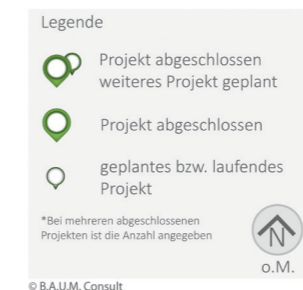 Legende
Projekt abgeschlossen
weiteres Projekt geplant
Projekt abgeschlossen
geplantes bzw. laufendes
Projekt
*Bei mehreren abgeschlossenen
Projekten ist die Anzahl angegeben
N
o.M.
© B.A.U.M. Consult